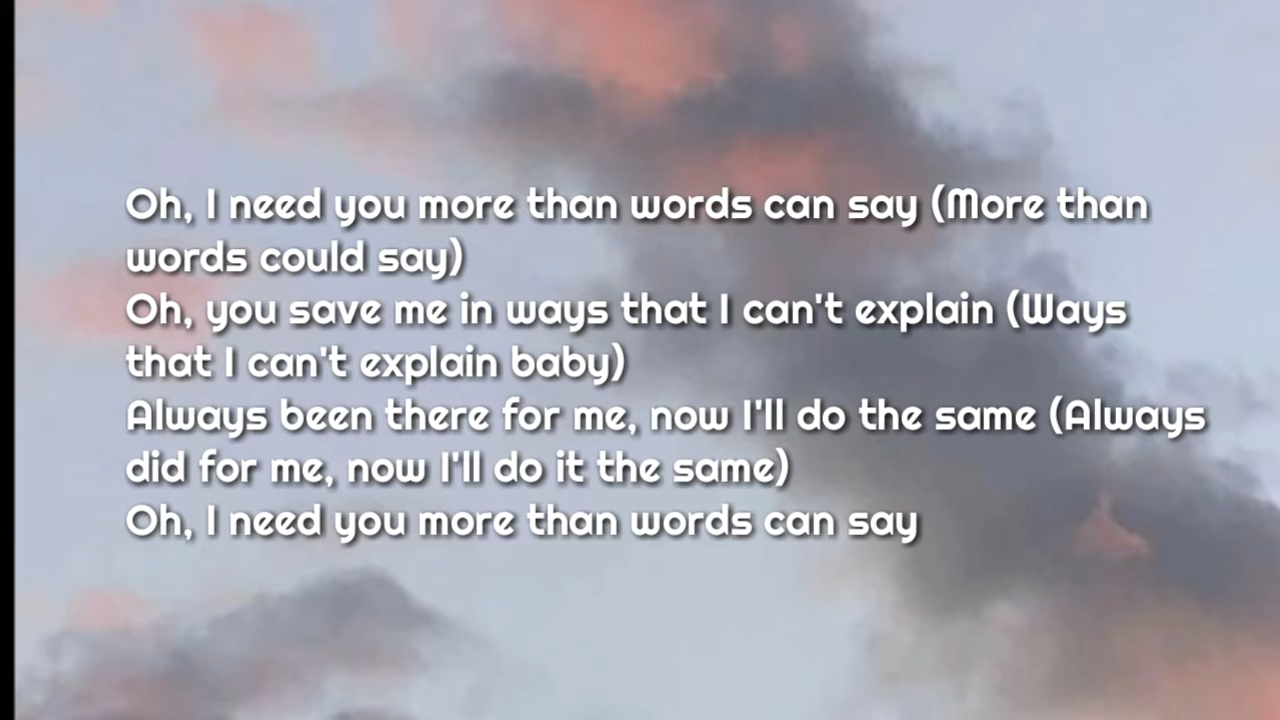 Oh, I need you more than words can say (More than
words could say)
Oh, you save me in ways that I can't explain (Ways
that I can't explain baby)
Always been there for me, now I'll do the same (Always
did for me, now I'll do it the same)
Oh, I need you more than words can say